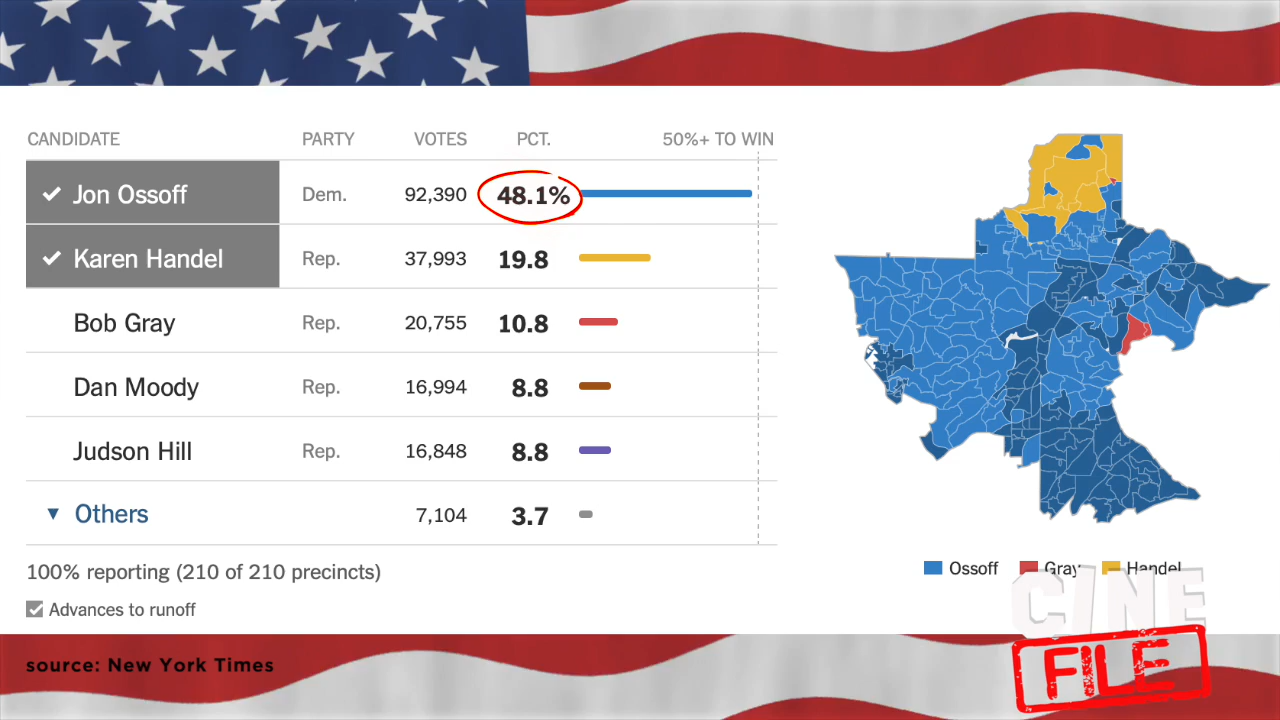 CANDIDATE PARTY VOTES PCT. 50%+ TO WIN
Jon Ossoff Dem. 92,390 48.1%
Karen Handel Rep. 37,993 19.8
Bob Gray Rep. 20,755 10.8
Dan Moody Rep. 16,994 8.8
Judson Hill Rep. 16,848 8.8
Others 7,104 3.7
100% reporting (210 of 210 precincts)
Advances to runoff
Ossoff Gray Handel
source: New York Times
CINE
FILE